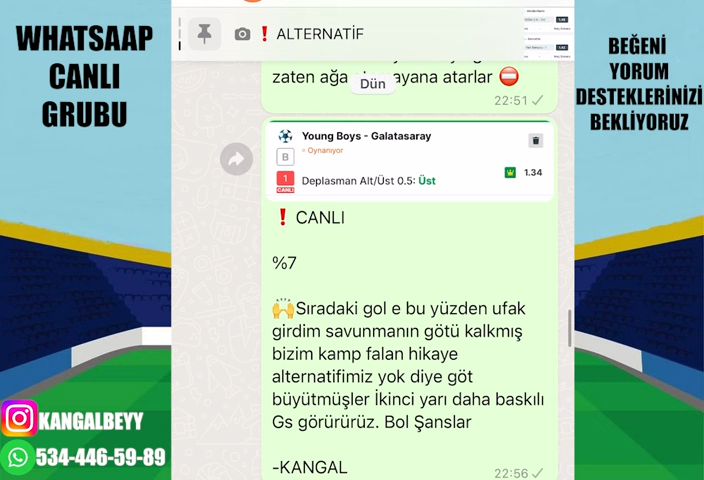 WHATSAAP
CANLI
GRUBU
BEĞENİ
YORUM
DESTEKLERİNİZİ
BEKLİYORUZ
❗ ALTERNATİF
zaten ağa
atarlar ⛔
Dün
22:51
Young Boys - Galatasaray
Oynanıyor
B
1
CANLI
Deplasman Alt/Üst 0.5: Üst
1.34
❗ CANLI
%7
🙌Sıradaki gol e bu yüzden ufak
girdim savunmanın götü kalkmış
bizim kamp falan hikaye
alternatifimiz yok diye göt
büyütmüşler İkinci yarı daha baskılı
Gs görürürüz. Bol Şanslar
-KANGAL
22:56
KANGALBEYY
534-446-59-89